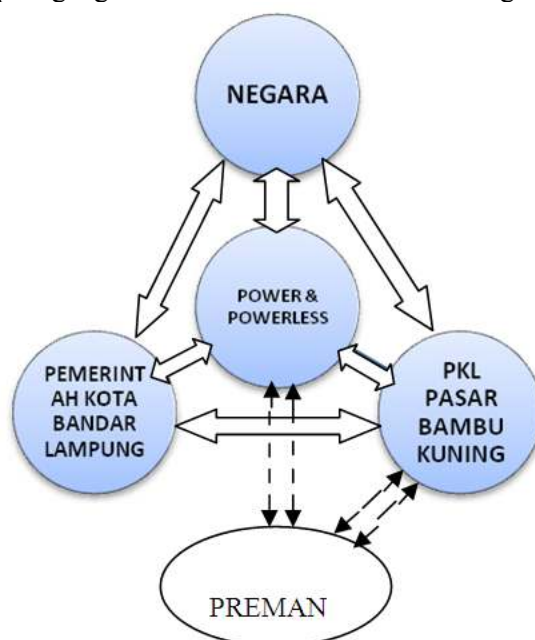 NEGARA
POWER &
POWERLESS
PEMERINT
AH KOTA
BANDAR
LAMPUNG
PKL
PASAR
BAMBU
KUNING
PREMAN